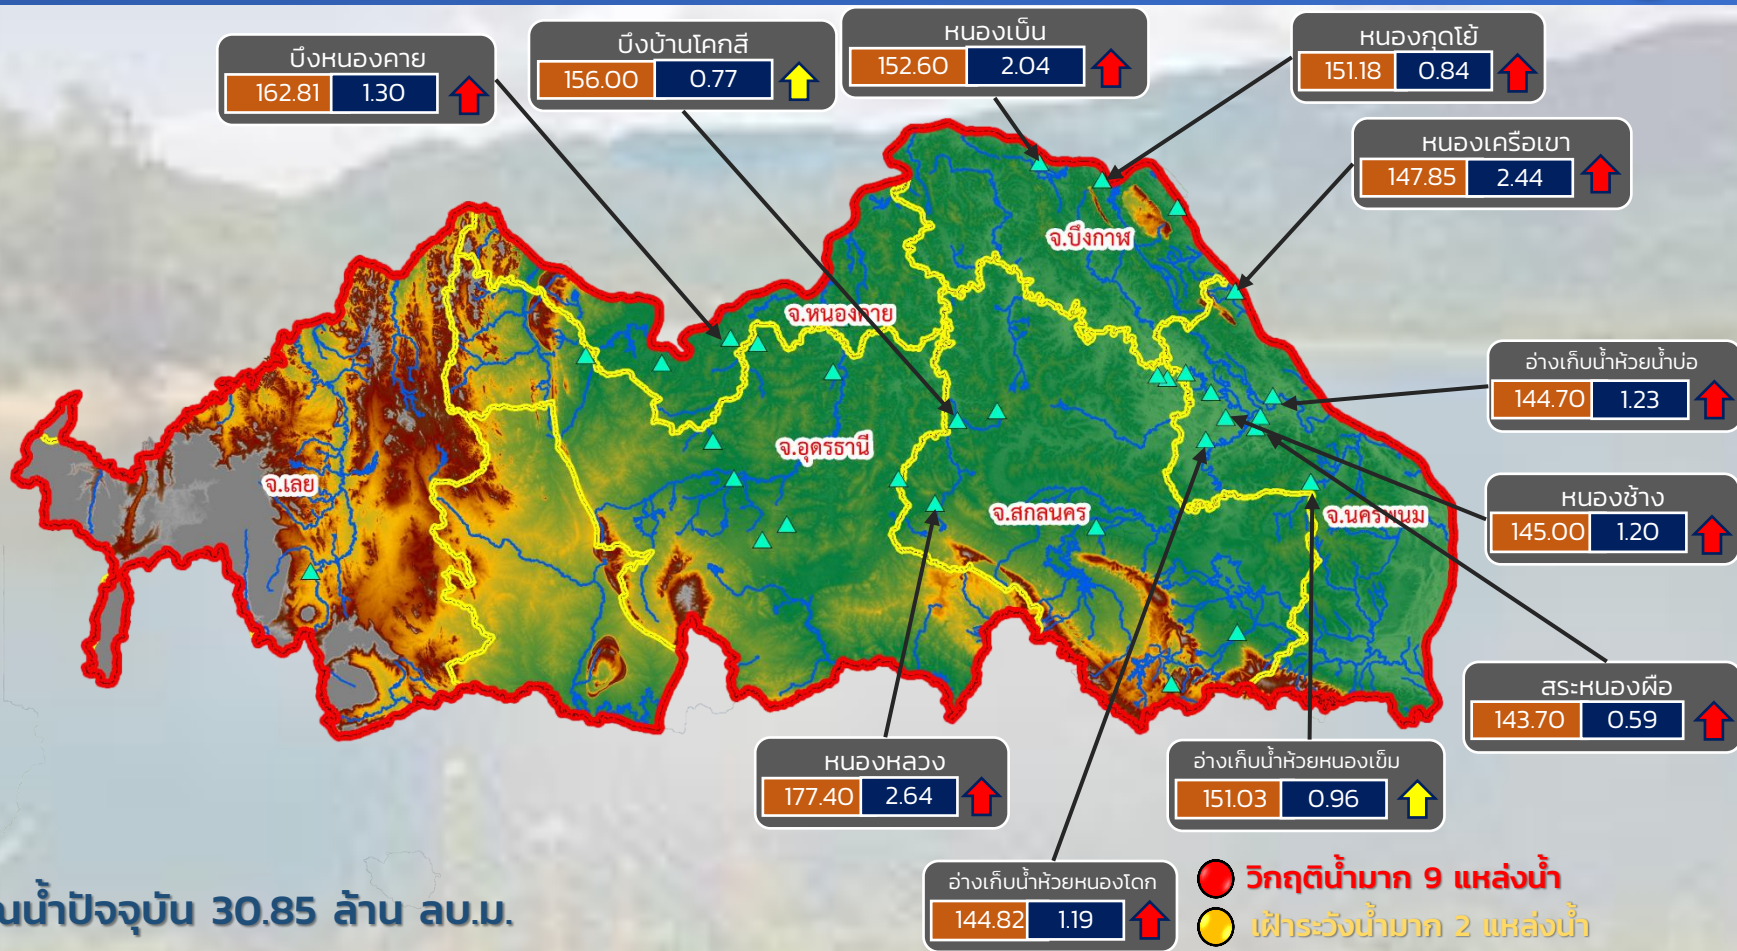 บึงหนองคาย
162.81 1.30
บึงบ้านโคกสี
156.00 0.77
หนองเบ็น
152.60 2.04
หนองกุดโย้
151.18 0.84
หนองเครือเขา
147.85 2.44
จ.บึงกาฬ
จ.หนองคาย
อ่างเก็บน้ำห้วยน้ำบ่อ
144.70 1.23
จ.อุดรธานี
จ.เลย
จ.สกลนคร
จ.นครพนม
หนองช้าง
145.00 1.20
สระหนองผือ
143.70 0.59
หนองหลวง
177.40 2.64
อ่างเก็บน้ำห้วยหนองเข็ม
151.03 0.96
อ่างเก็บน้ำห้วยหนองโดก
144.82 1.19
วิกฤติน้ำมาก 9 แหล่งน้ำ
เฝ้าระวังน้ำมาก 2 แหล่งน้ำ
ณน้ำปัจจุบัน 30.85 ล้าน ลบ.ม.